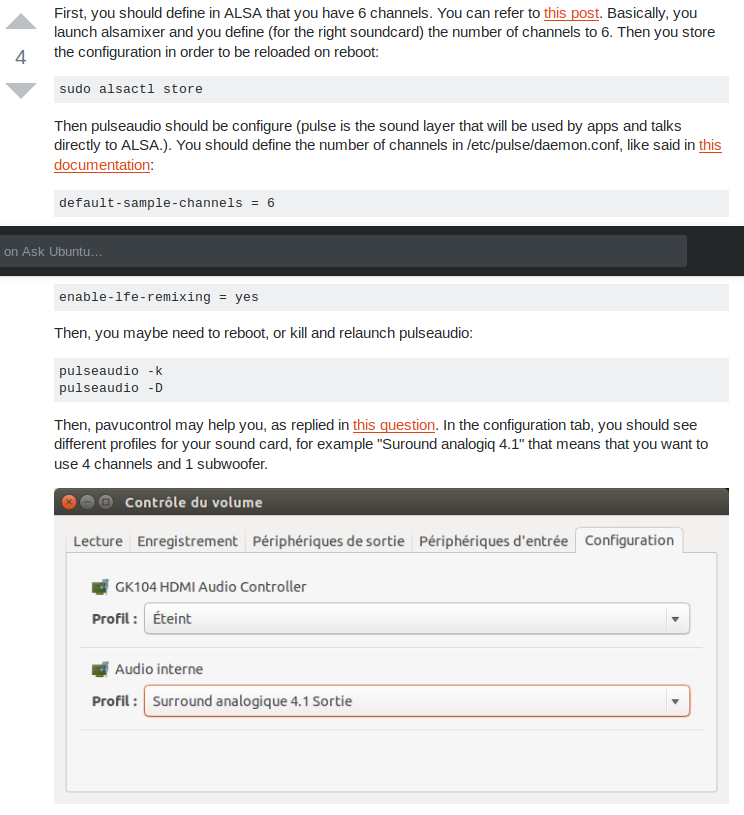 First, you should define in ALSA that you have 6 channels. You can refer to this post. Basically, you
launch alsamixer and you define (for the right soundcard) the number of channels to 6. Then you store
4
the configuration in order to be reloaded on reboot:
sudo alsactl store
Then pulseaudio should be configure (pulse is the sound layer that will be used by apps and talks
directly to ALSA.). You should define the number of channels in /etc/pulse/daemon.conf, like said in this
documentation:
default-sample-channels = 6
on Ask Ubuntu...
enable-lfe-remixing = yes
Then, you maybe need to reboot, or kill and relaunch pulseaudio:
pulseaudio -k
pulseaudio -D
Then, pavucontrol may help you, as replied in this question. In the configuration tab, you should see
different profiles for your sound card, for example "Suround analogiq 4.1" that means that you want to
use 4 channels and 1 subwoofer.
Contrôle du volume
Lecture Enregistrement Périphériques de sortie Périphériques d'entrée Configuration
GK104 HDMI Audio Controller
Profil : Éteint
Audio interne
Profil : Surround analogique 4.1 Sortie